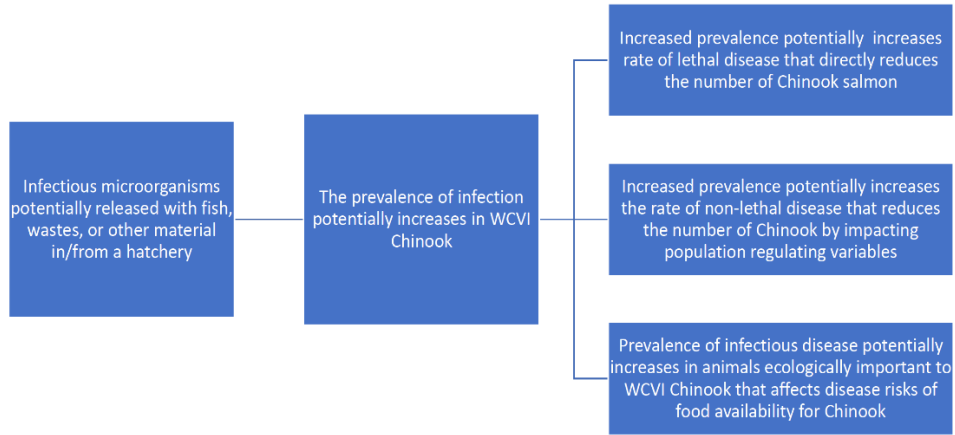 Infectious microorganisms
potentially released with fish,
wastes, or other material
in/from a hatchery
The prevalence of infection
potentially increases in WCVI
Chinook
Increased prevalence potentially increases
rate of lethal disease that directly reduces
the number of Chinook salmon
Increased prevalence potentially increases
the rate of non-lethal disease that reduces
the number of Chinook by impacting
population regulating variables
Prevalence of infectious disease potentially
increases in animals ecologically important to
WCVI Chinook that affects disease risks of
food availability for Chinook